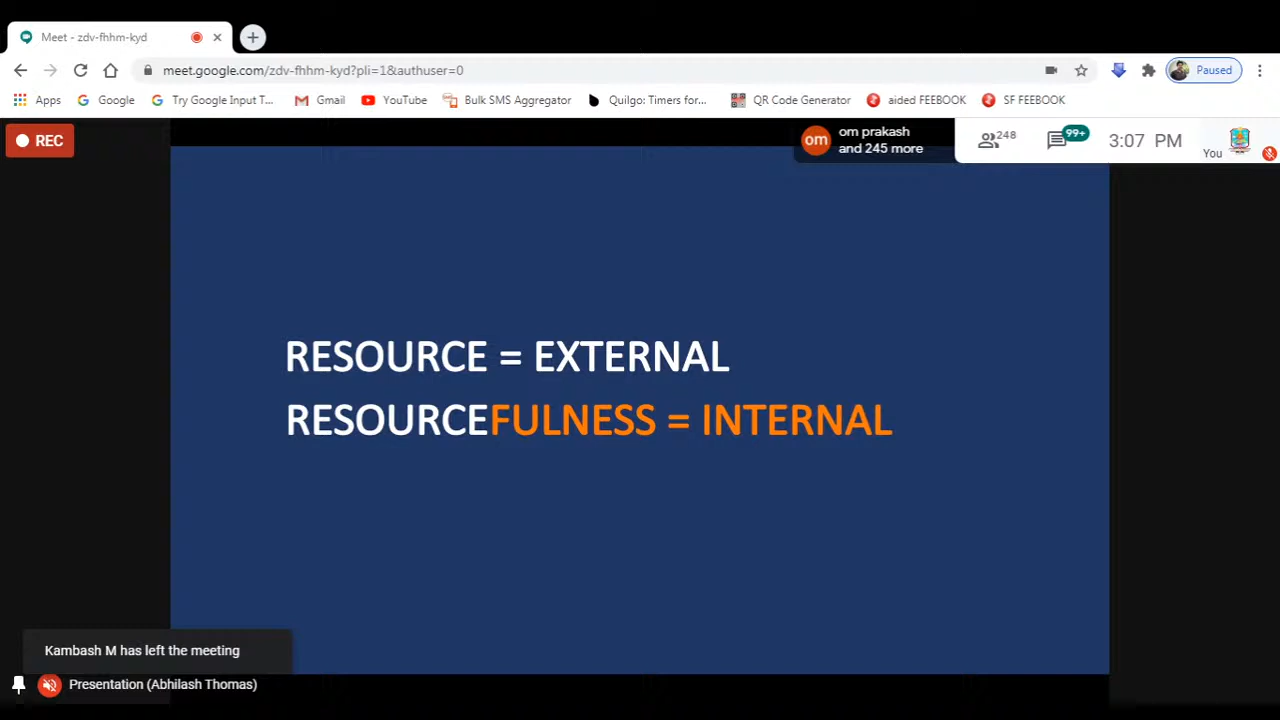 Meet - zdv-fhhm-kyd
meet.google.com/zdv-fhhm-kyd?pli=1&authuser=0
Paused
Apps Google Try Google Input T... Gmail YouTube Bulk SMS Aggregator Quilgo: Timers for... QR Code Generator aided FEEBOOK SF FEEBOOK
REC
om
om prakash
and 245 more
248
99+
3:07 PM
You
RESOURCE = EXTERNAL
RESOURCEFULNESS = INTERNAL
Kambash M has left the meeting
Presentation (Abhilash Thomas)